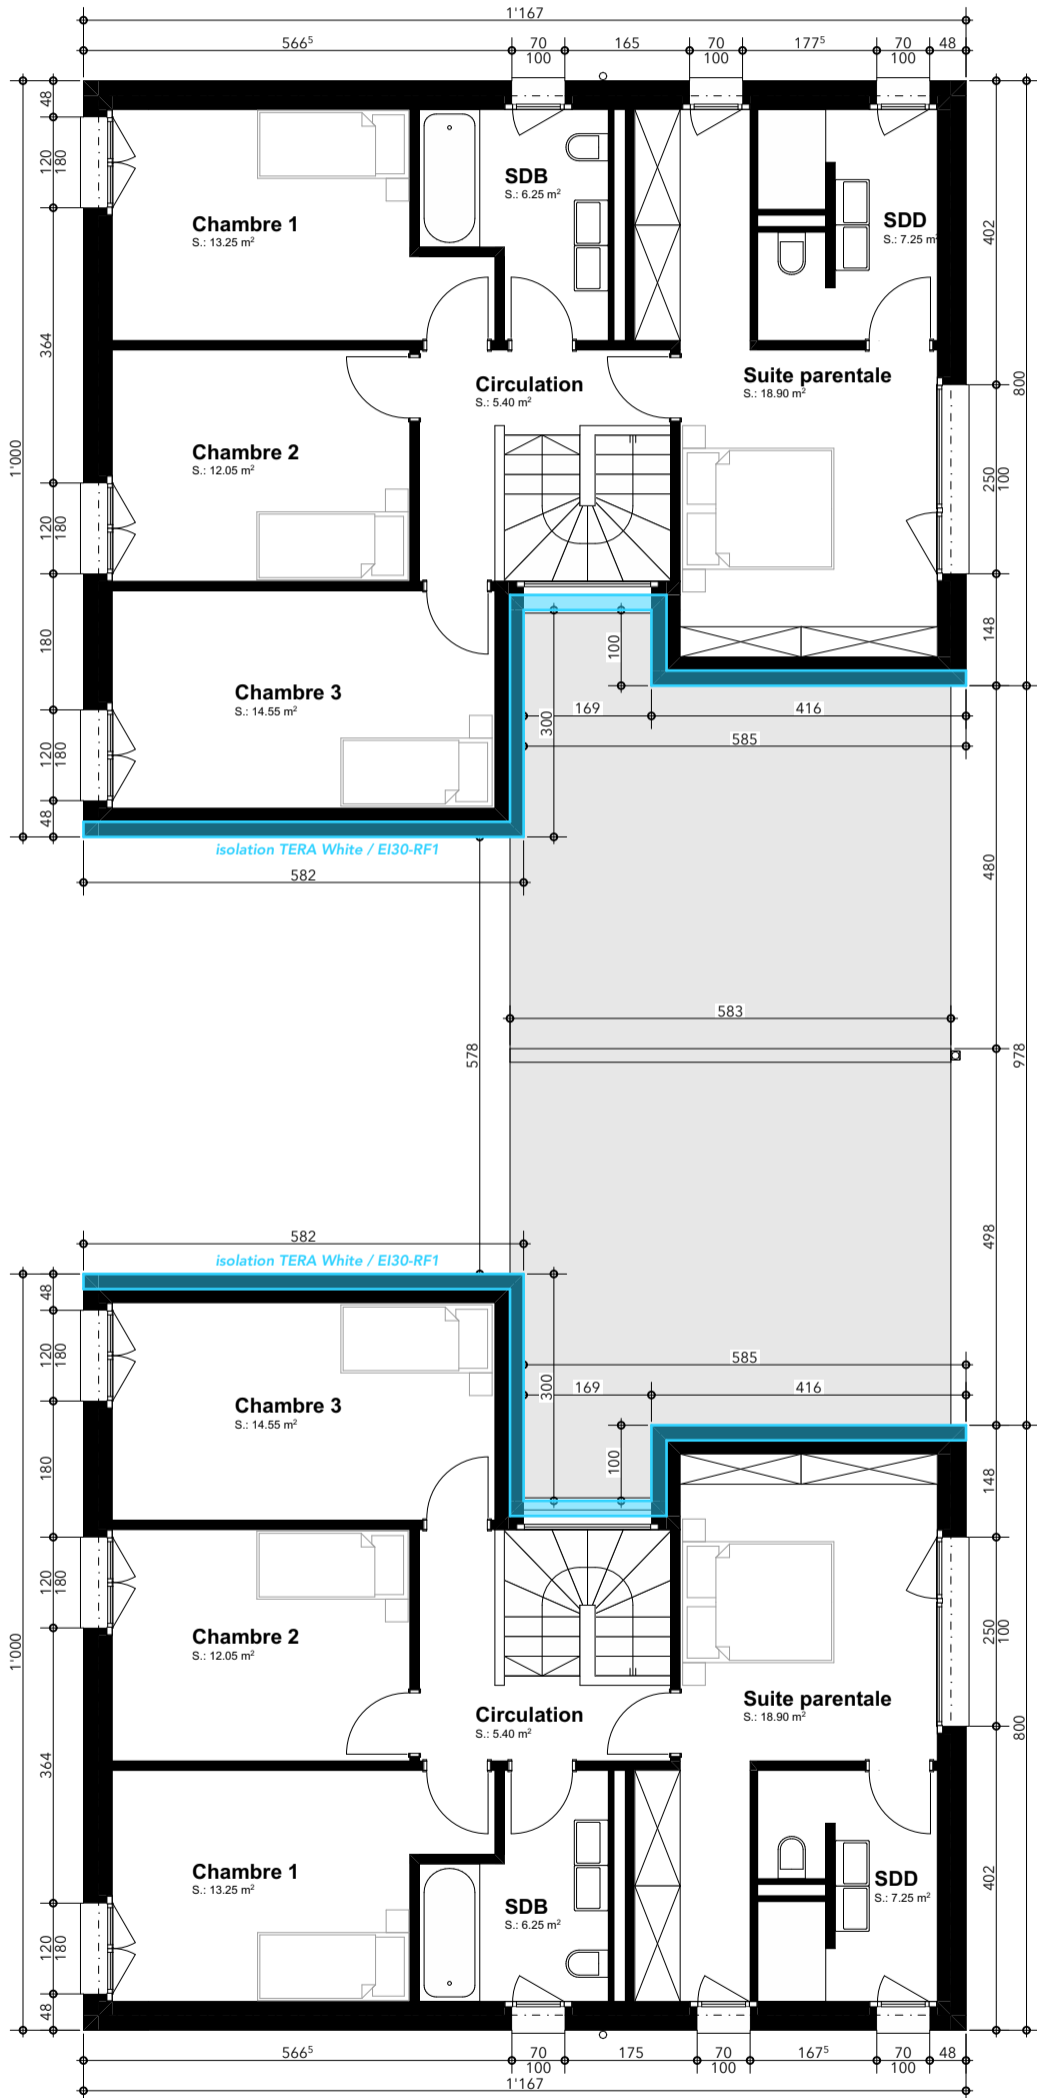 1'167
566⁵ 70 165 70 177⁵ 70 48
100 100 100
48
120
180
364
1'000
120
180
180
120
180
48
402
800
250
100
148
Chambre 1
S.: 13.25 m²
SDB
S.: 6.25 m²
SDD
S.: 7.25 m²
Circulation
S.: 5.40 m²
Suite parentale
S.: 18.90 m²
Chambre 2
S.: 12.05 m²
Chambre 3
S.: 14.55 m²
100
300
169 416
585
isolation TERA White / EI30-RF1
582
480
583
578
978
498
582
isolation TERA White / EI30-RF1
585
169 416
300
100
48
120
180
180
120
180
1'000
364
120
180
48
148
250
100
800
402
Chambre 3
S.: 14.55 m²
Chambre 2
S.: 12.05 m²
Circulation
S.: 5.40 m²
Suite parentale
S.: 18.90 m²
Chambre 1
S.: 13.25 m²
SDB
S.: 6.25 m²
SDD
S.: 7.25 m²
566⁵ 70 175 70 167⁵ 70 48
100 100 100
1'167